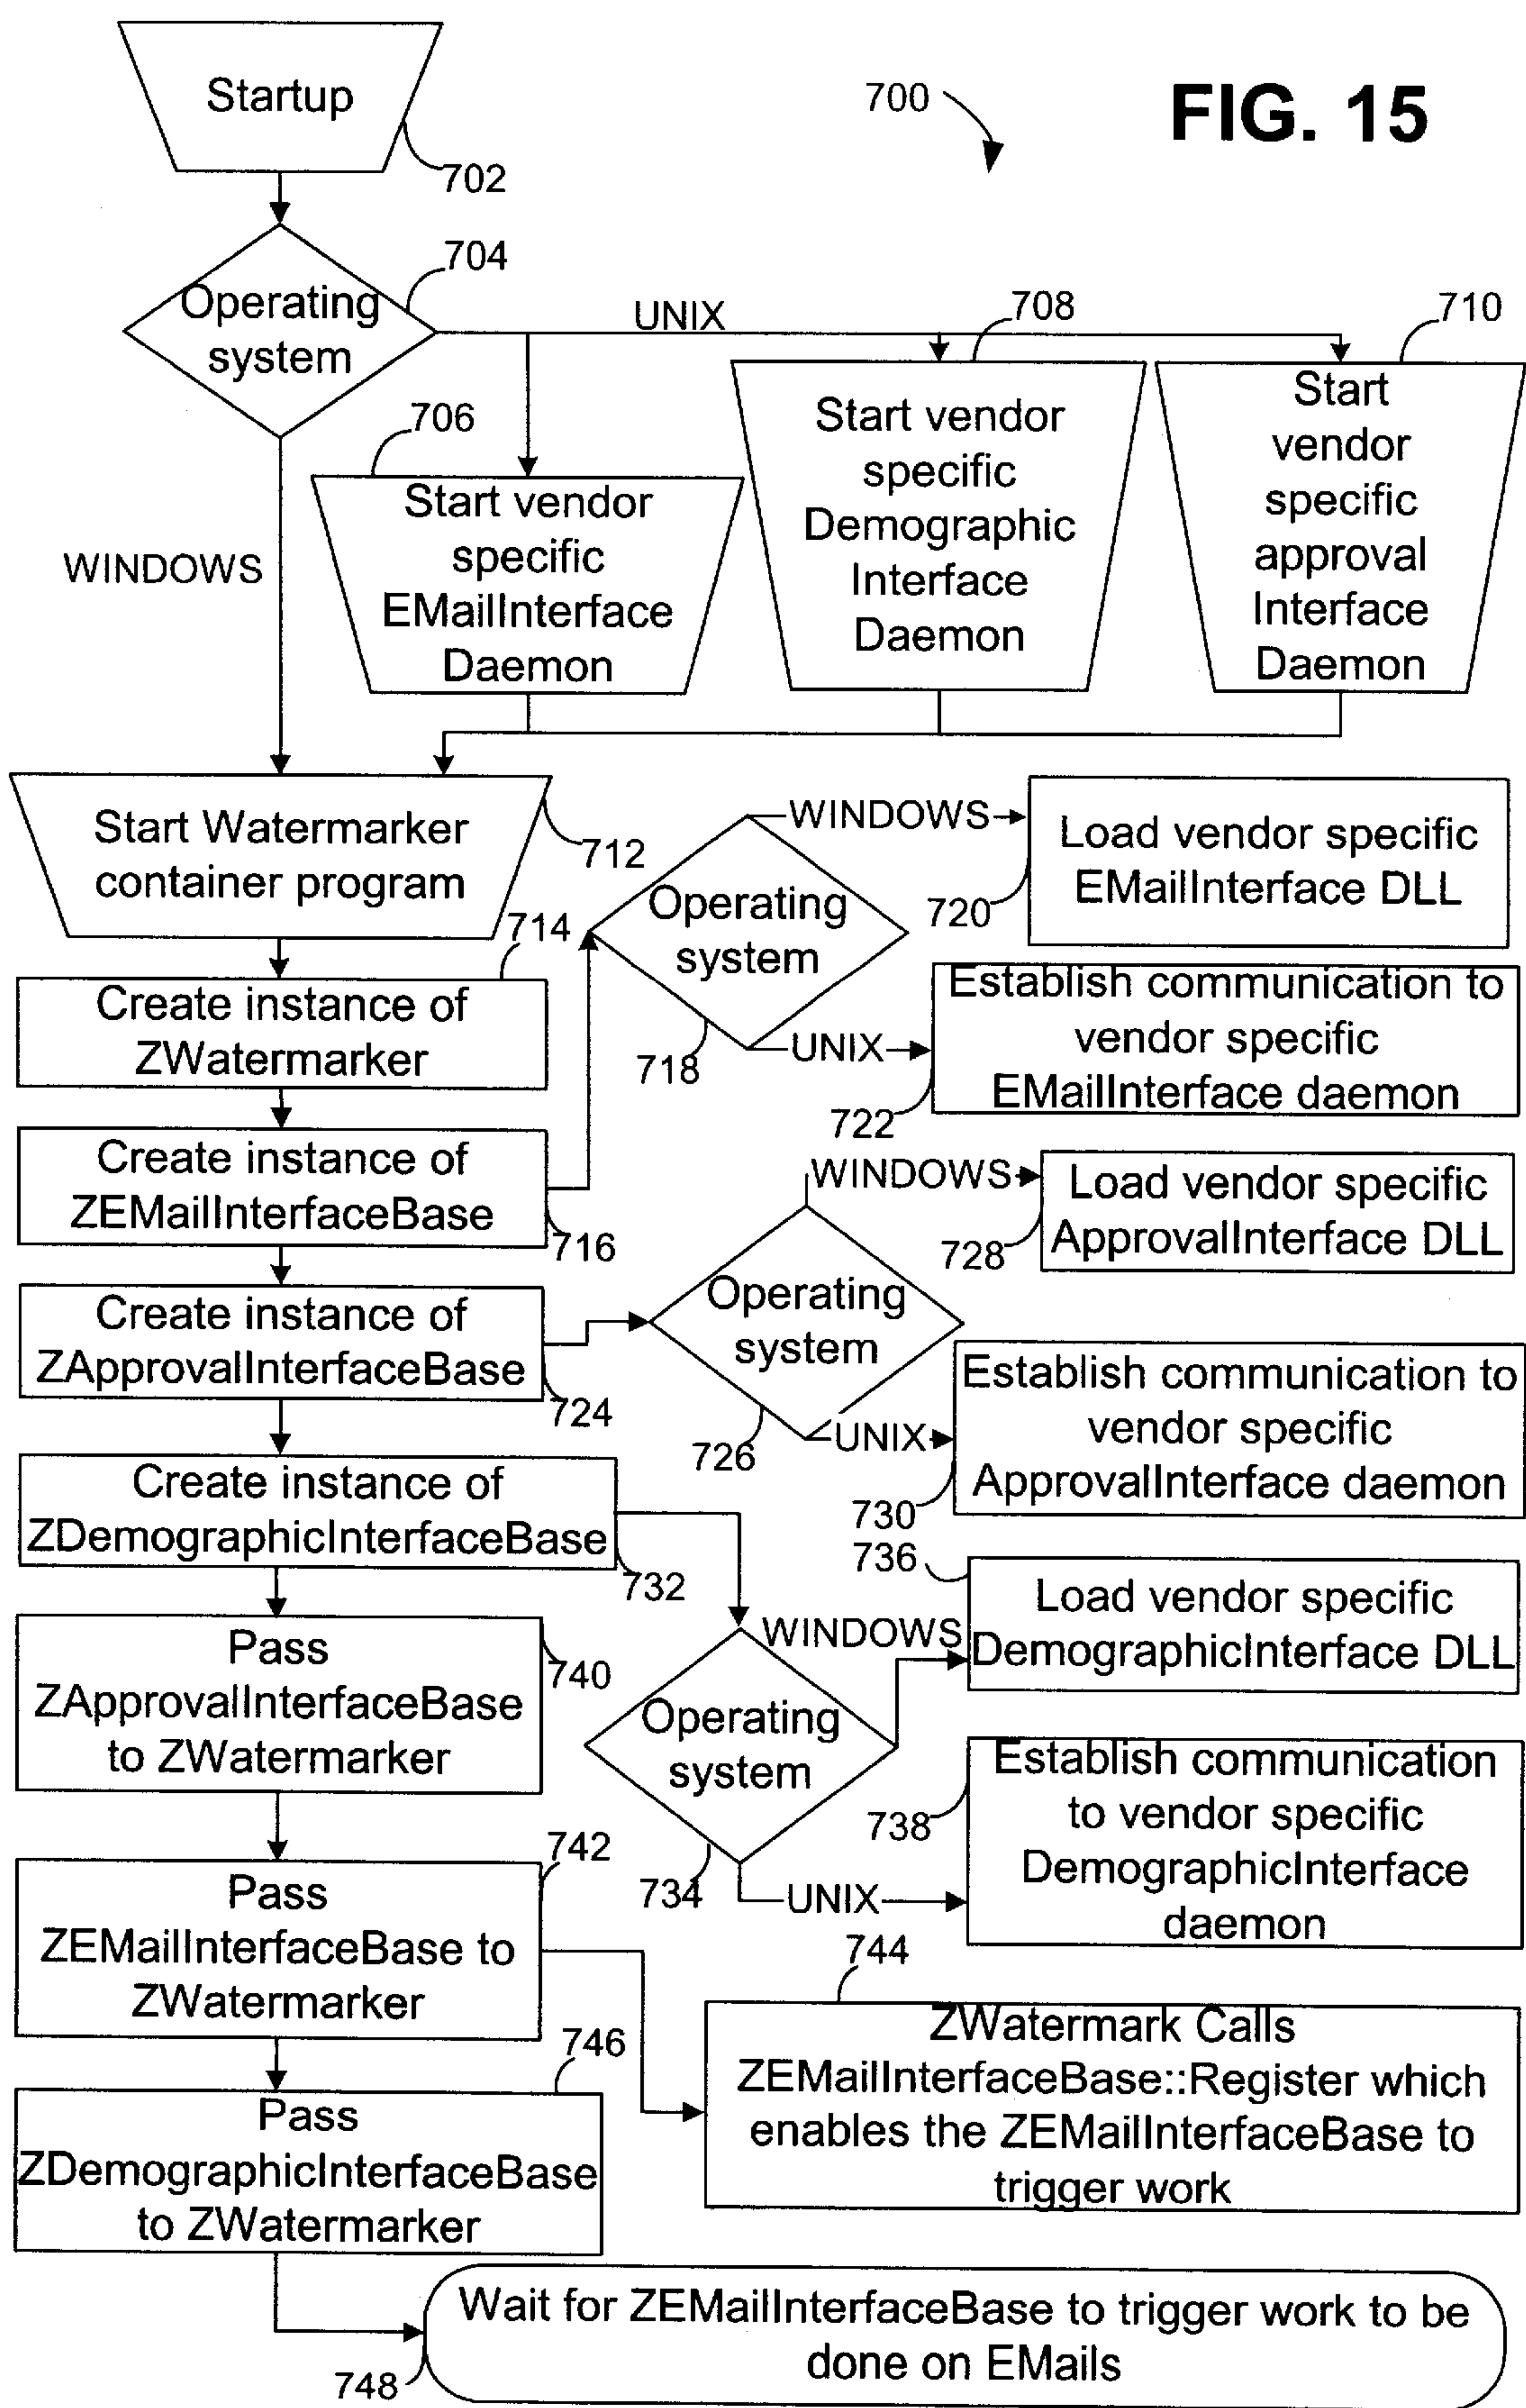 FIG. 15
700
Startup
702
704
Operating
system
UNIX
WINDOWS
706
Start vendor
specific
EMailInterface
Daemon
708
Start vendor
specific
Demographic
Interface
Daemon
710
Start
vendor
specific
approval
Interface
Daemon
Start Watermarker
container program
712
714
Create instance of
ZWatermarker
Create instance of
ZEMailInterfaceBase
716
Operating
system
718
WINDOWS
Load vendor specific
EMailInterface DLL
720
UNIX
Establish communication to
vendor specific
EMailInterface daemon
722
Create instance of
ZApprovalInterfaceBase
724
Operating
system
726
WINDOWS
Load vendor specific
ApprovalInterface DLL
728
UNIX
Establish communication to
vendor specific
ApprovalInterface daemon
730
Create instance of
ZDemographicInterfaceBase
732
Operating
system
734
WINDOWS
736
Load vendor specific
DemographicInterface DLL
UNIX
738
Establish communication
to vendor specific
DemographicInterface
daemon
Pass
ZApprovalInterfaceBase
to ZWatermarker
740
742
Pass
ZEMailInterfaceBase to
ZWatermarker
744
ZWatermark Calls
ZEMailInterfaceBase::Register which
enables the ZEMailInterfaceBase to
trigger work
746
Pass
ZDemographicInterfaceBase
to ZWatermarker
Wait for ZEMailInterfaceBase to trigger work to be
done on EMails
748